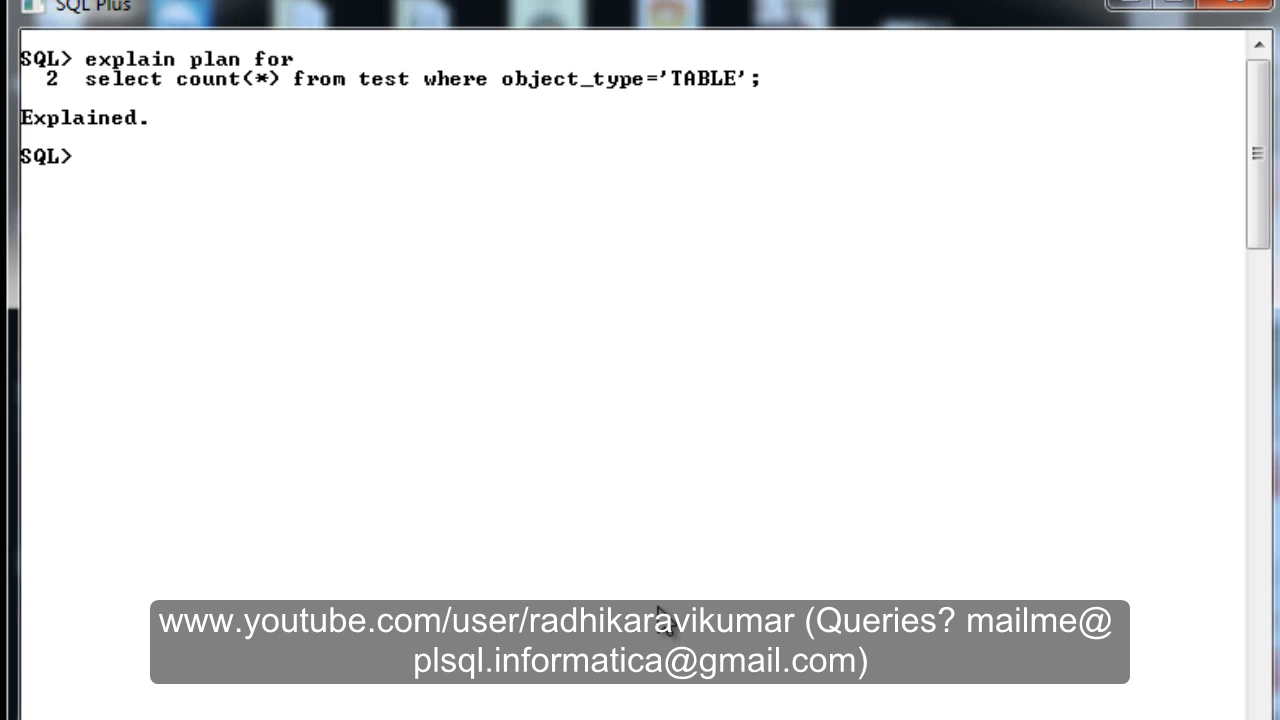 SQL Plus
SQL> explain plan for
2 select count(*) from test where object_type='TABLE';
Explained.
SQL>
www.youtube.com/user/radhikaravikumar (Queries? mailme@
plsql.informatica@gmail.com)